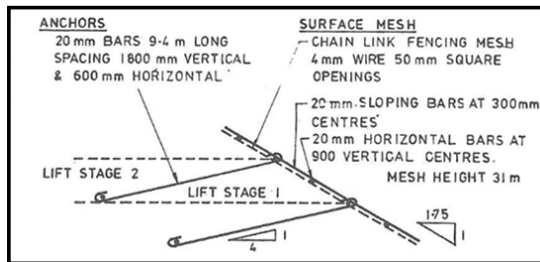 ANCHORS
20 mm BARS 9·4 m LONG
SPACING 1800 mm VERTICAL
& 600 mm HORIZONTAL
SURFACE MESH
CHAIN LINK FENCING MESH
4 mm WIRE 50 mm SQUARE
OPENINGS
20 mm. SLOPING BARS AT 300mm
CENTRES
20 mm HORIZONTAL BARS AT
900 VERTICAL CENTRES.
MESH HEIGHT 31 m
LIFT STAGE 2
LIFT STAGE 1
1·75
1
1
4